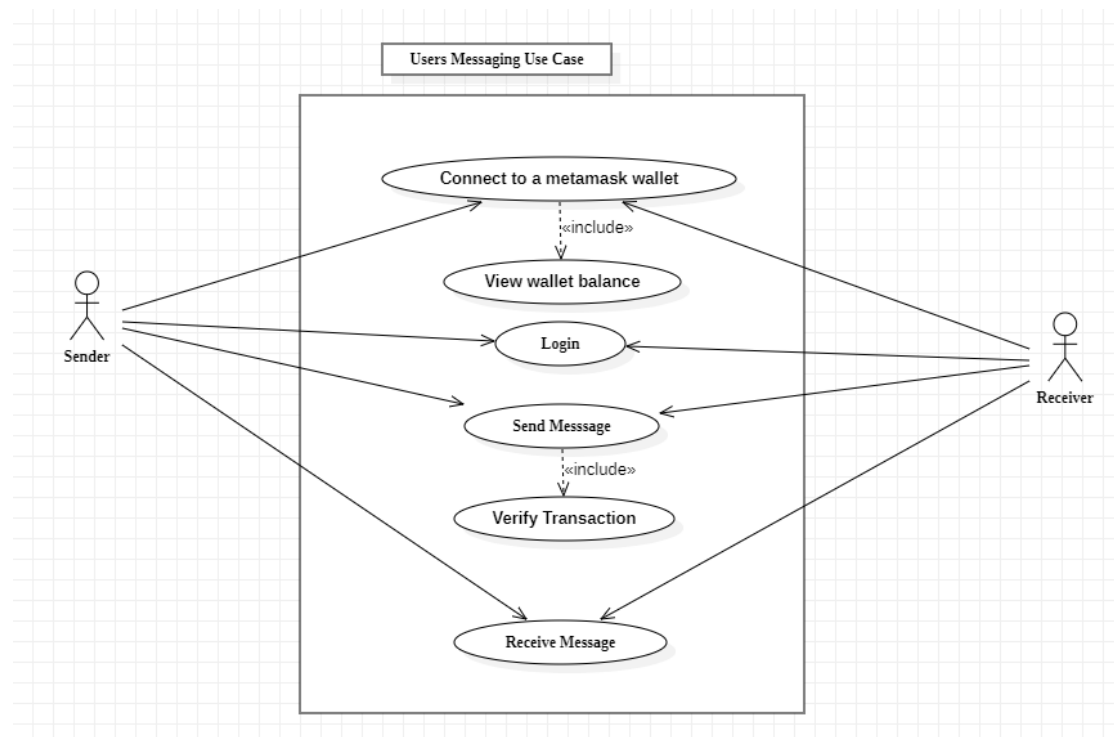 Users Messaging Use Case
Connect to a metamask wallet
«include»
View wallet balance
Login
Sender
Receiver
Send Messsage
«include»
Verify Transaction
Receive Message